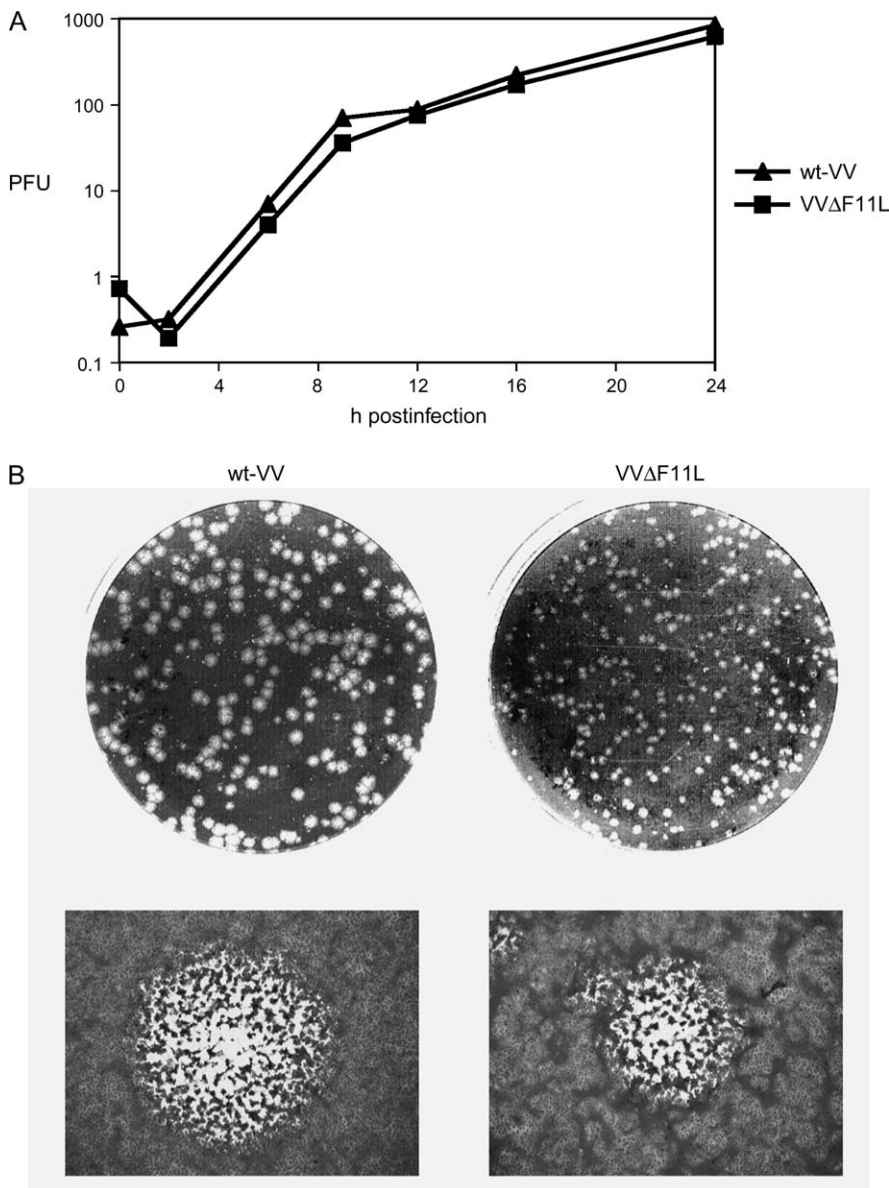 A
1000
100
PFU
10
1
0.1
0 4 8 12 16 20 24
h postinfection
wt-VV
VVΔF11L
B
wt-VV VVΔF11L